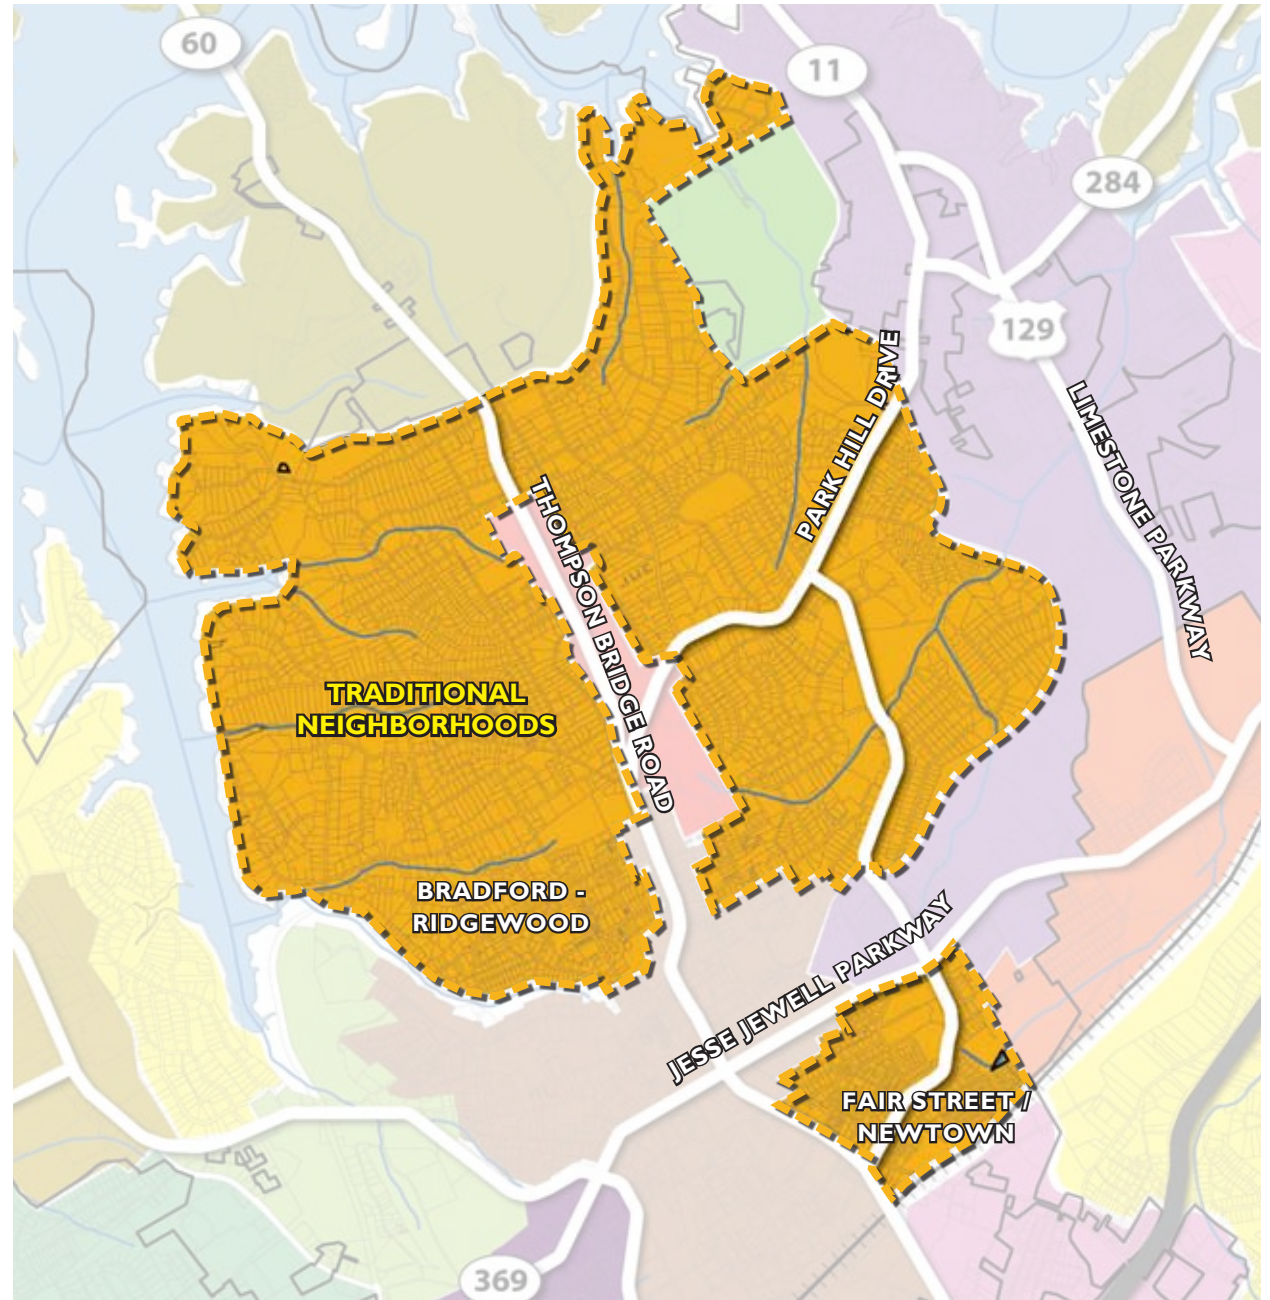 60
11
284
129
PARK HILL DRIVE
LIMESTONE PARKWAY
THOMPSON BRIDGE ROAD
TRADITIONAL
NEIGHBORHOODS
BRADFORD -
RIDGEWOOD
JESSE JEWELL PARKWAY
FAIR STREET /
NEWTOWN
369